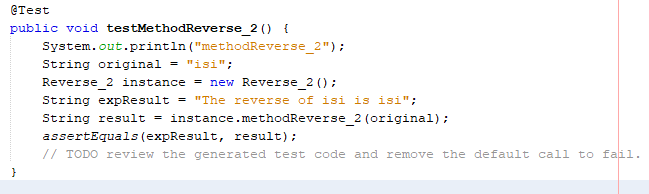 @Test
public void testMethodReverse_2() {
System.out.println("methodReverse_2");
String original = "isi";
Reverse_2 instance = new Reverse_2();
String expResult = "The reverse of isi is isi";
String result = instance.methodReverse_2(original);
assertEquals(expResult, result);
// TODO review the generated test code and remove the default call to fail.
}